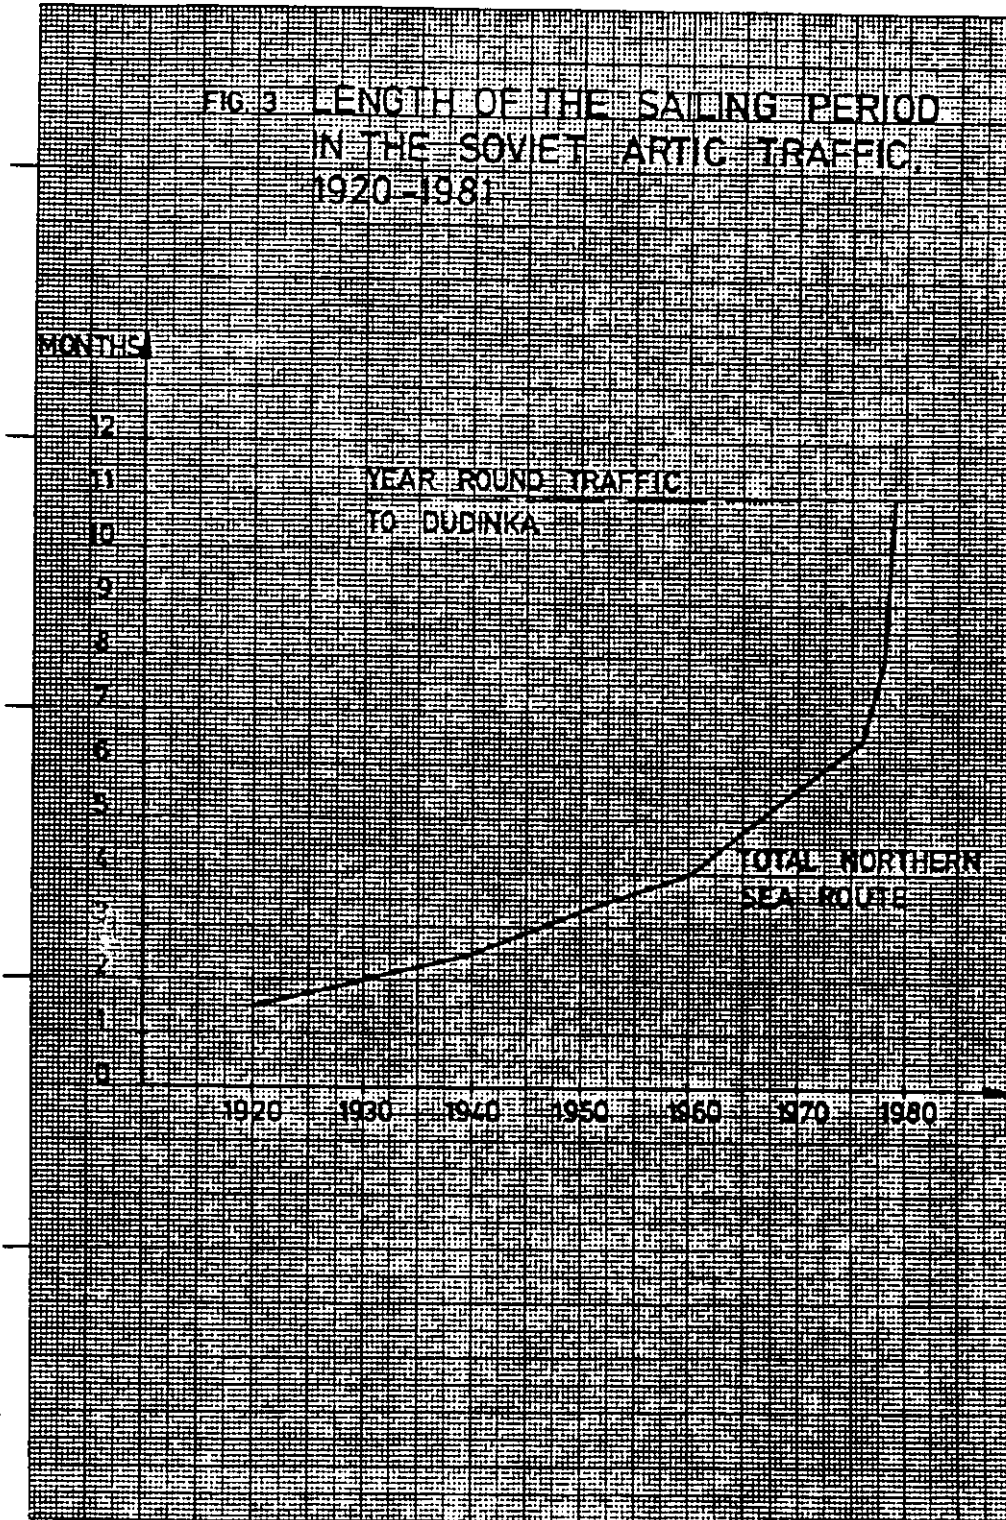 FIG. 3 LENGTH OF THE SAILING PERIOD
IN THE SOVIET ARTIC TRAFFIC,
1920-1981
MONTHS
12
11
10
9
8
7
6
5
4
3
2
1
0
YEAR ROUND TRAFFIC
TO DUDINKA
TOTAL NORTHERN
SEA ROUTE
1920 1930 1940 1950 1960 1970 1980